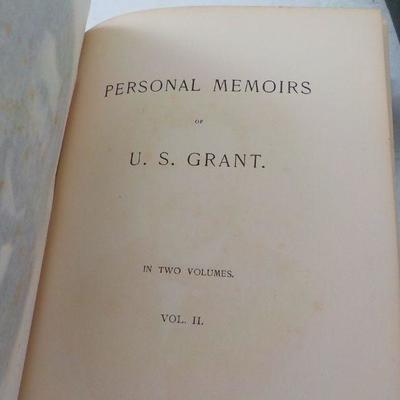 PERSONAL MEMOIRS
OF
U. S. GRANT.
IN TWO VOLUMES.
VOL. II.